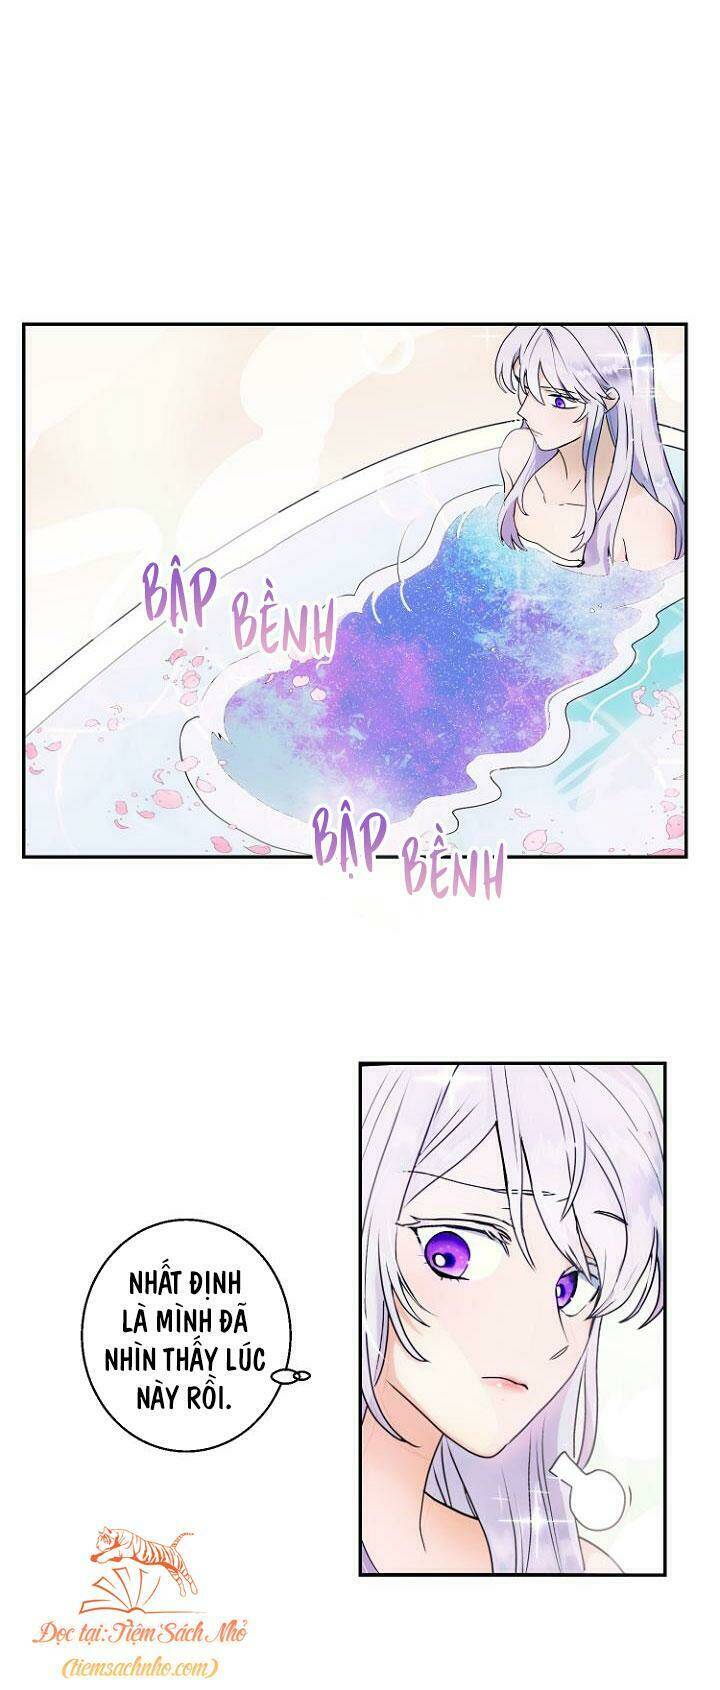 BẬP
BỀNH
BẬP
BỀNH
NHẤT ĐỊNH
LÀ MÌNH ĐÃ
NHÌN THẤY LÚC
NÀY RỒI.
Đọc tại: Tiệm Sách Nhỏ
(tiemsachnho.com)